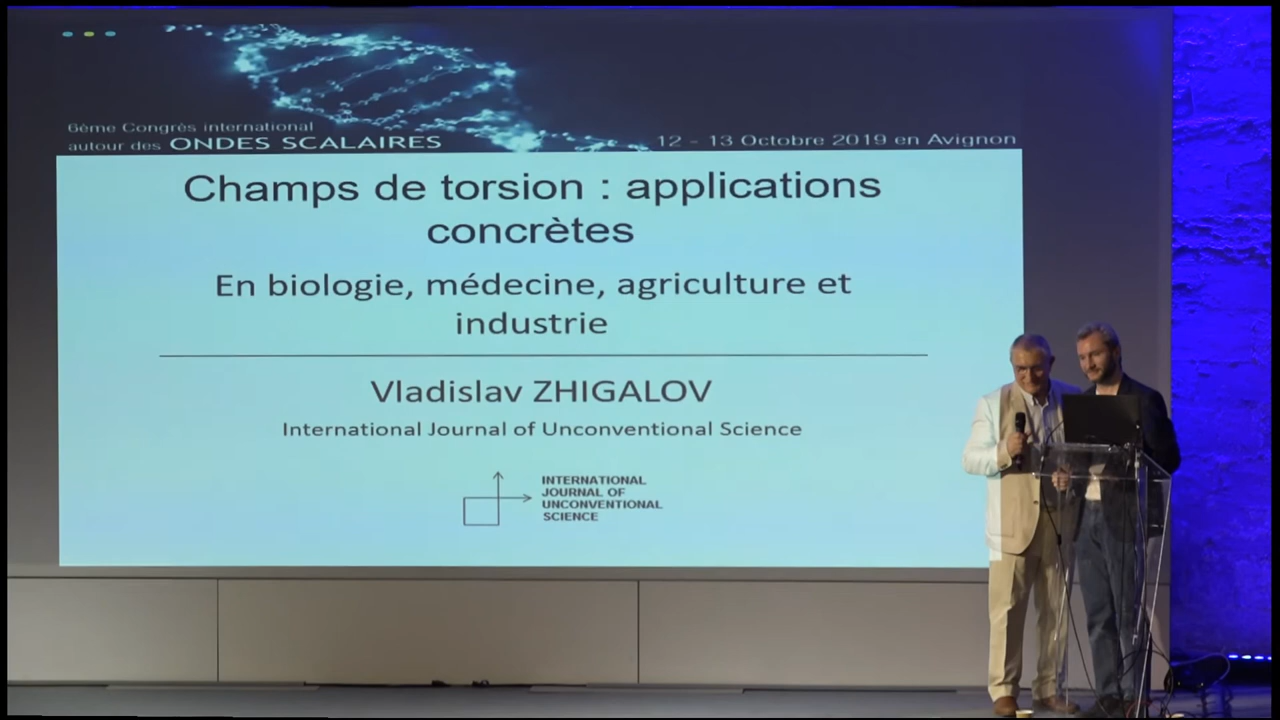 6ème Congrès international
autour des ONDES SCALAIRES
12 - 13 Octobre 2019 en Avignon
Champs de torsion : applications
concrètes
En biologie, médecine, agriculture et
industrie
Vladislav ZHIGALOV
International Journal of Unconventional Science
INTERNATIONAL
JOURNAL OF
UNCONVENTIONAL
SCIENCE